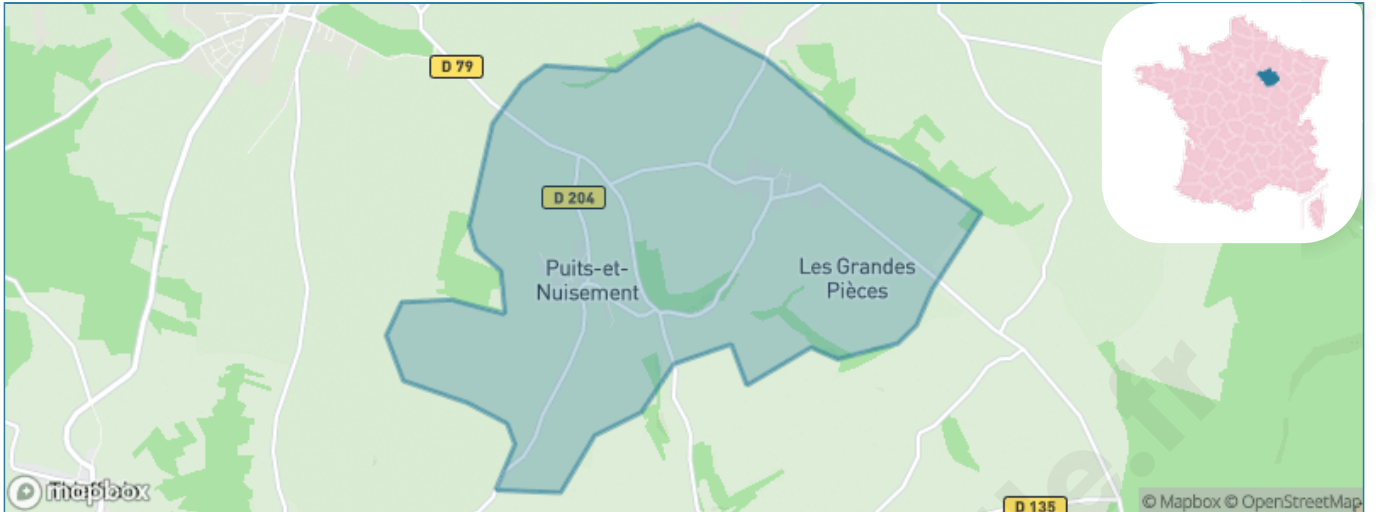 D 79
D 204
Puits-et-
Nuisement
Les Grandes
Pièces
mapbox
D 135
© Mapbox © OpenStreetMap